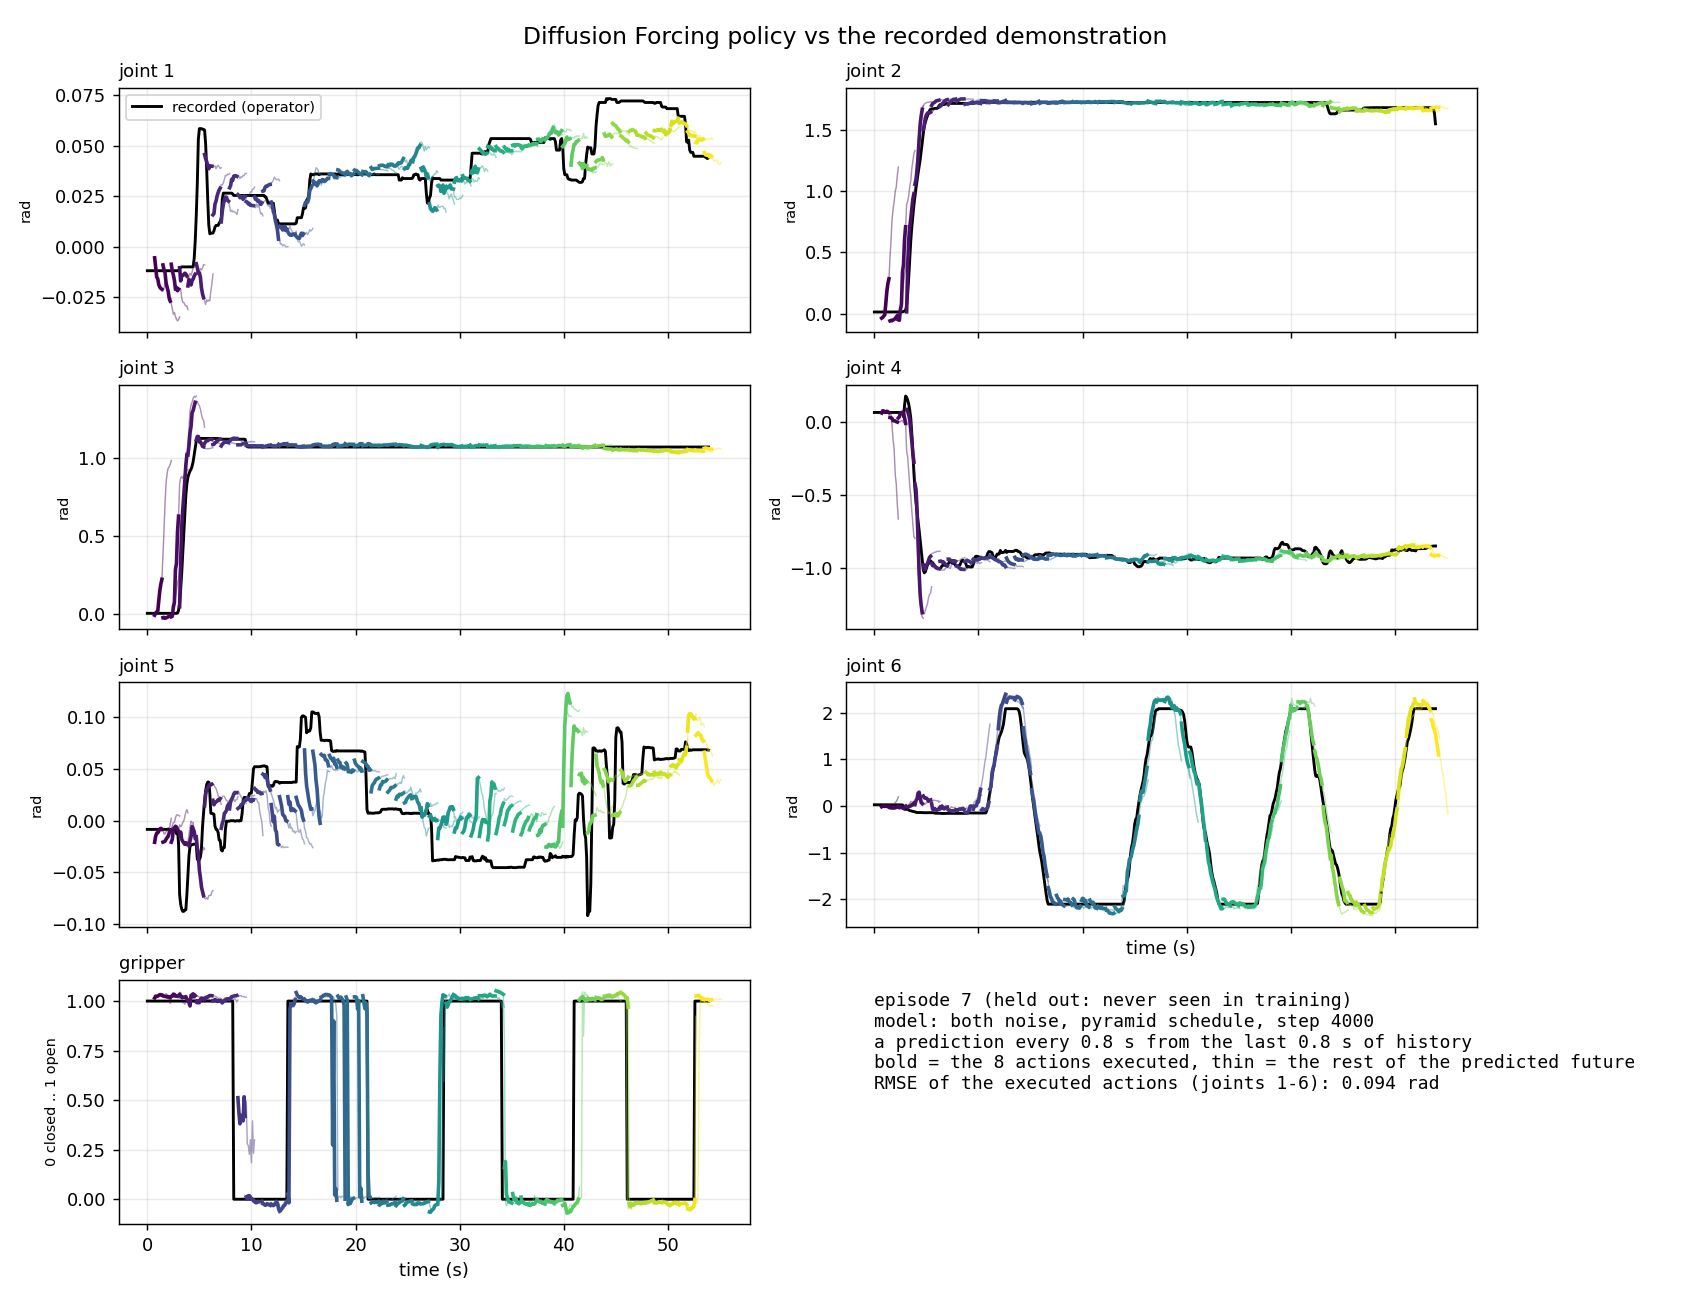 Diffusion Forcing policy vs the recorded demonstration
joint 1
joint 2
recorded (operator)
0.075
0.050
0.025
0.000
−0.025
rad
1.5
1.0
0.5
0.0
rad
joint 3
joint 4
1.0
0.5
0.0
rad
0.0
−0.5
−1.0
rad
joint 5
joint 6
0.10
0.05
0.00
−0.05
−0.10
rad
2
1
0
−1
−2
rad
time (s)
gripper
1.00
0.75
0.50
0.25
0.00
0 closed .. 1 open
0 10 20 30 40 50
time (s)
episode 7 (held out: never seen in training)
model: both noise, pyramid schedule, step 4000
a prediction every 0.8 s from the last 0.8 s of history
bold = the 8 actions executed, thin = the rest of the predicted future
RMSE of the executed actions (joints 1-6): 0.094 rad